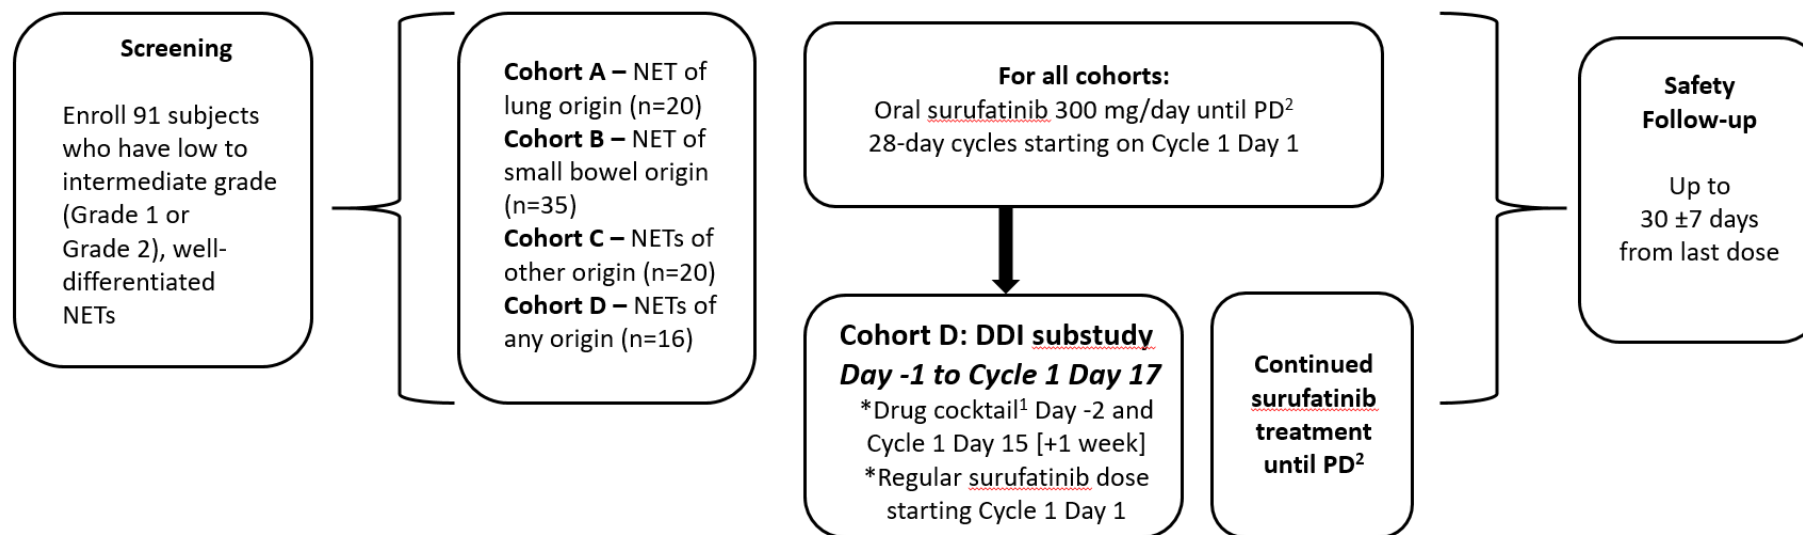 Screening
Enroll 91 subjects
who have low to
intermediate grade
(Grade 1 or
Grade 2), well-
differentiated
NETs
Cohort A – NET of
lung origin (n=20)
Cohort B – NET of
small bowel origin
(n=35)
Cohort C – NETs of
other origin (n=20)
Cohort D – NETs of
any origin (n=16)
For all cohorts:
Oral surufatinib 300 mg/day until PD²
28-day cycles starting on Cycle 1 Day 1
Cohort D: DDI substudy
Day -1 to Cycle 1 Day 17
*Drug cocktail¹ Day -2 and
Cycle 1 Day 15 [+1 week]
*Regular surufatinib dose
starting Cycle 1 Day 1
Continued
surufatinib
treatment
until PD²
Safety
Follow-up
Up to
30 ±7 days
from last dose